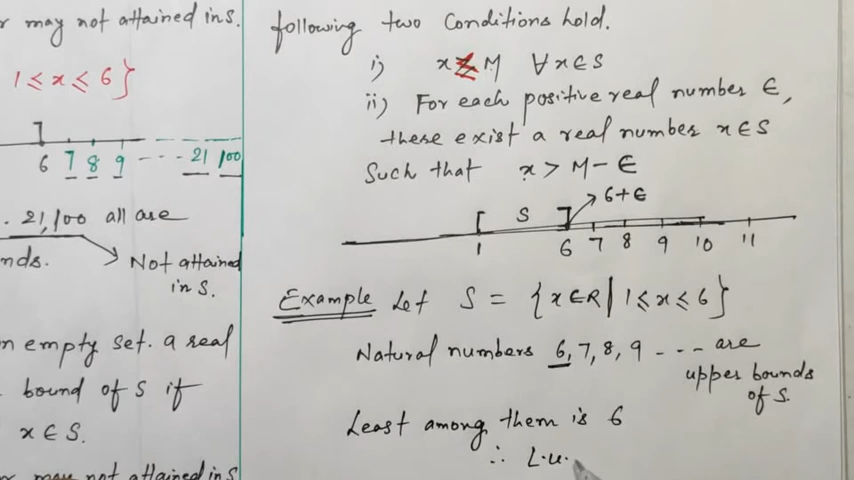 r may not attained in s.
1 ≤ x ≤ 6}
6 7 8 9 --- 21 100
. 21,100 all are
nds. Not attained
in S.
n empty set. a real
bound of S if
x ∈ S.
r may not attained in s
following two Conditions hold.
i) x ≤ M ∀ x ∈ S
ii) For each positive real number ∈,
there exist a real number x ∈ S
Such that x > M - ∈
S 6+∈
1 6 7 8 9 10 11
Example Let S = {x ∈ R | 1 ≤ x ≤ 6}
Natural numbers 6, 7, 8, 9 --- are
upper bounds
of S.
Least among them is 6
∴ L.u.